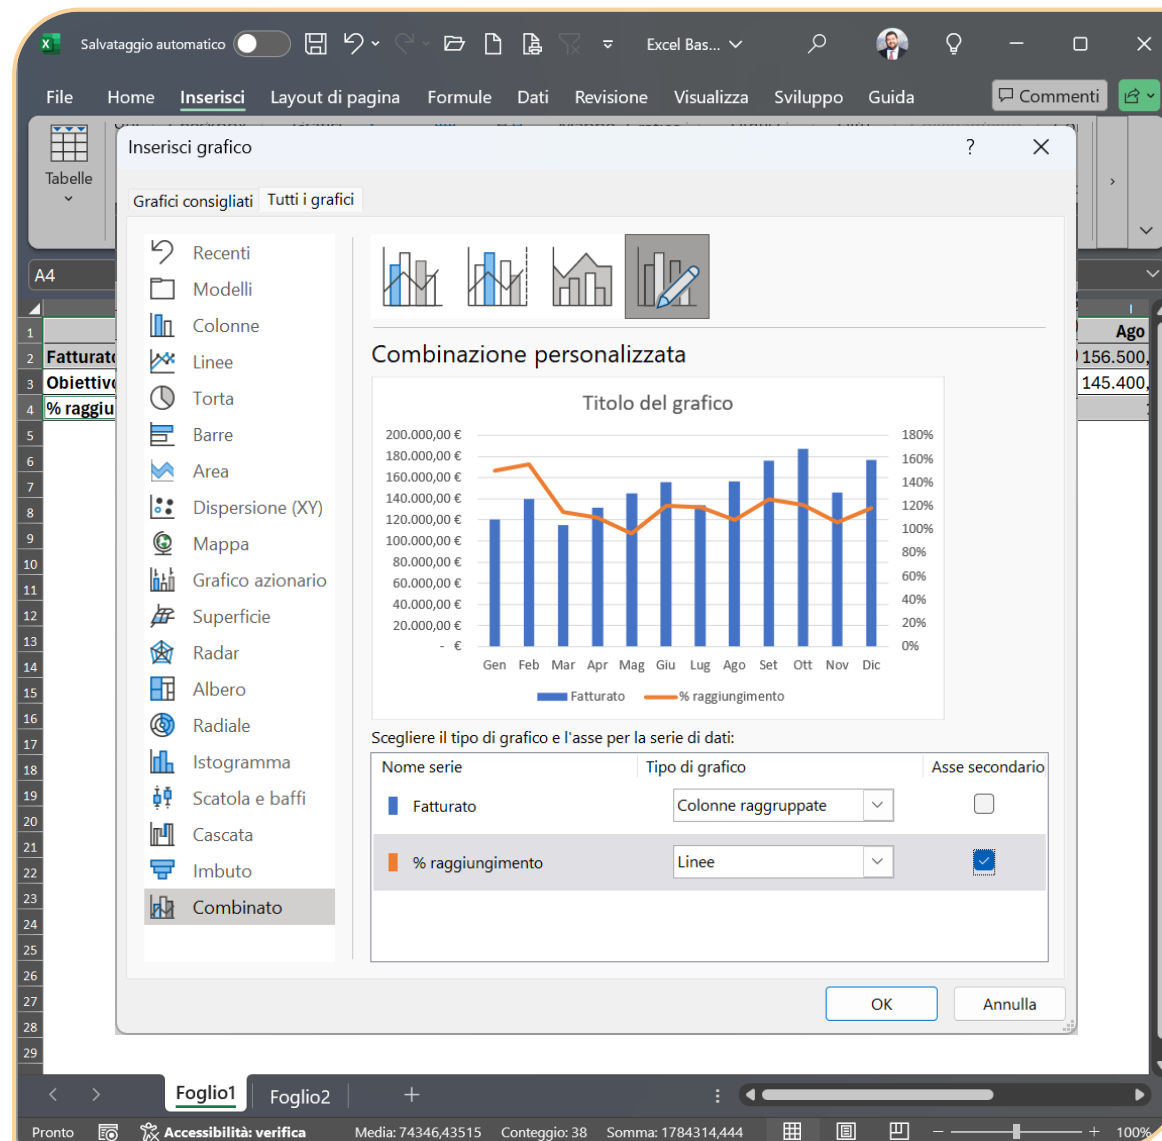 Salvataggio automatico Excel Bas...
File Home Inserisci Layout di pagina Formule Dati Revisione Visualizza Sviluppo Guida Commenti
Tabelle
Inserisci grafico ?
Grafici consigliati Tutti i grafici
A4
Recenti
Modelli
Colonne
Linee
Torta
Barre
Area
Dispersione (XY)
Mappa
Grafico azionario
Superficie
Radar
Albero
Radiale
Istogramma
Scatola e baffi
Cascata
Imbuto
Combinato
I
1 Ago
2 Fatturato 156.500,
3 Obiettivo 145.400,
4 % raggiu
5
6
7
8
9
10
11
12
13
14
15
16
17
18
19
20
21
22
23
24
25
26
27
28
29
Combinazione personalizzata
Titolo del grafico
200.000,00 € 180%
180.000,00 € 160%
160.000,00 € 140%
140.000,00 € 120%
120.000,00 € 100%
100.000,00 € 80%
80.000,00 € 60%
60.000,00 € 40%
40.000,00 € 20%
20.000,00 € 0%
- €
Gen Feb Mar Apr Mag Giu Lug Ago Set Ott Nov Dic
Fatturato % raggiungimento
Scegliere il tipo di grafico e l'asse per la serie di dati:
Nome serie Tipo di grafico Asse secondario
Fatturato Colonne raggruppate
% raggiungimento Linee
OK Annulla
Foglio1 Foglio2 +
Pronto Accessibilità: verifica Media: 74346,43515 Conteggio: 38 Somma: 1784314,444 - + 100%